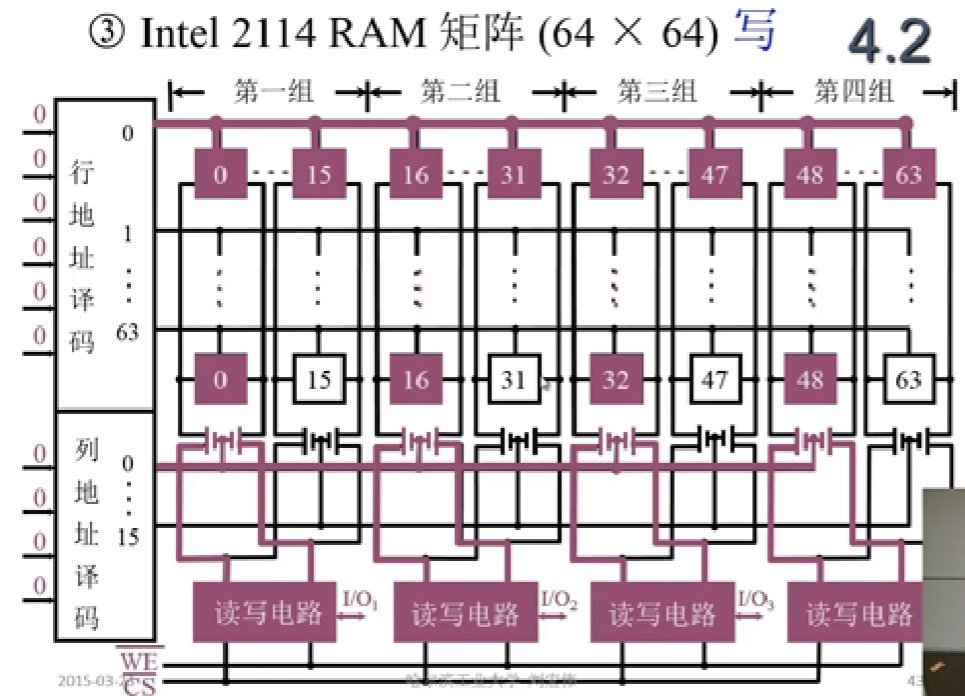 ③ Intel 2114 RAM 矩阵 (64 × 64) 写
4.2
第一组 第二组 第三组 第四组
0 0 0 0 0 0
行地址译码
0
1
63
0 15 16 31 32 47 48 63
0 15 16 31 32 47 48 63
0 0 0 0
列地址译码
0
15
读写电路 I/O₁ 读写电路 I/O₂ 读写电路 I/O₃ 读写电路
WE
CS
2015-03-23
43